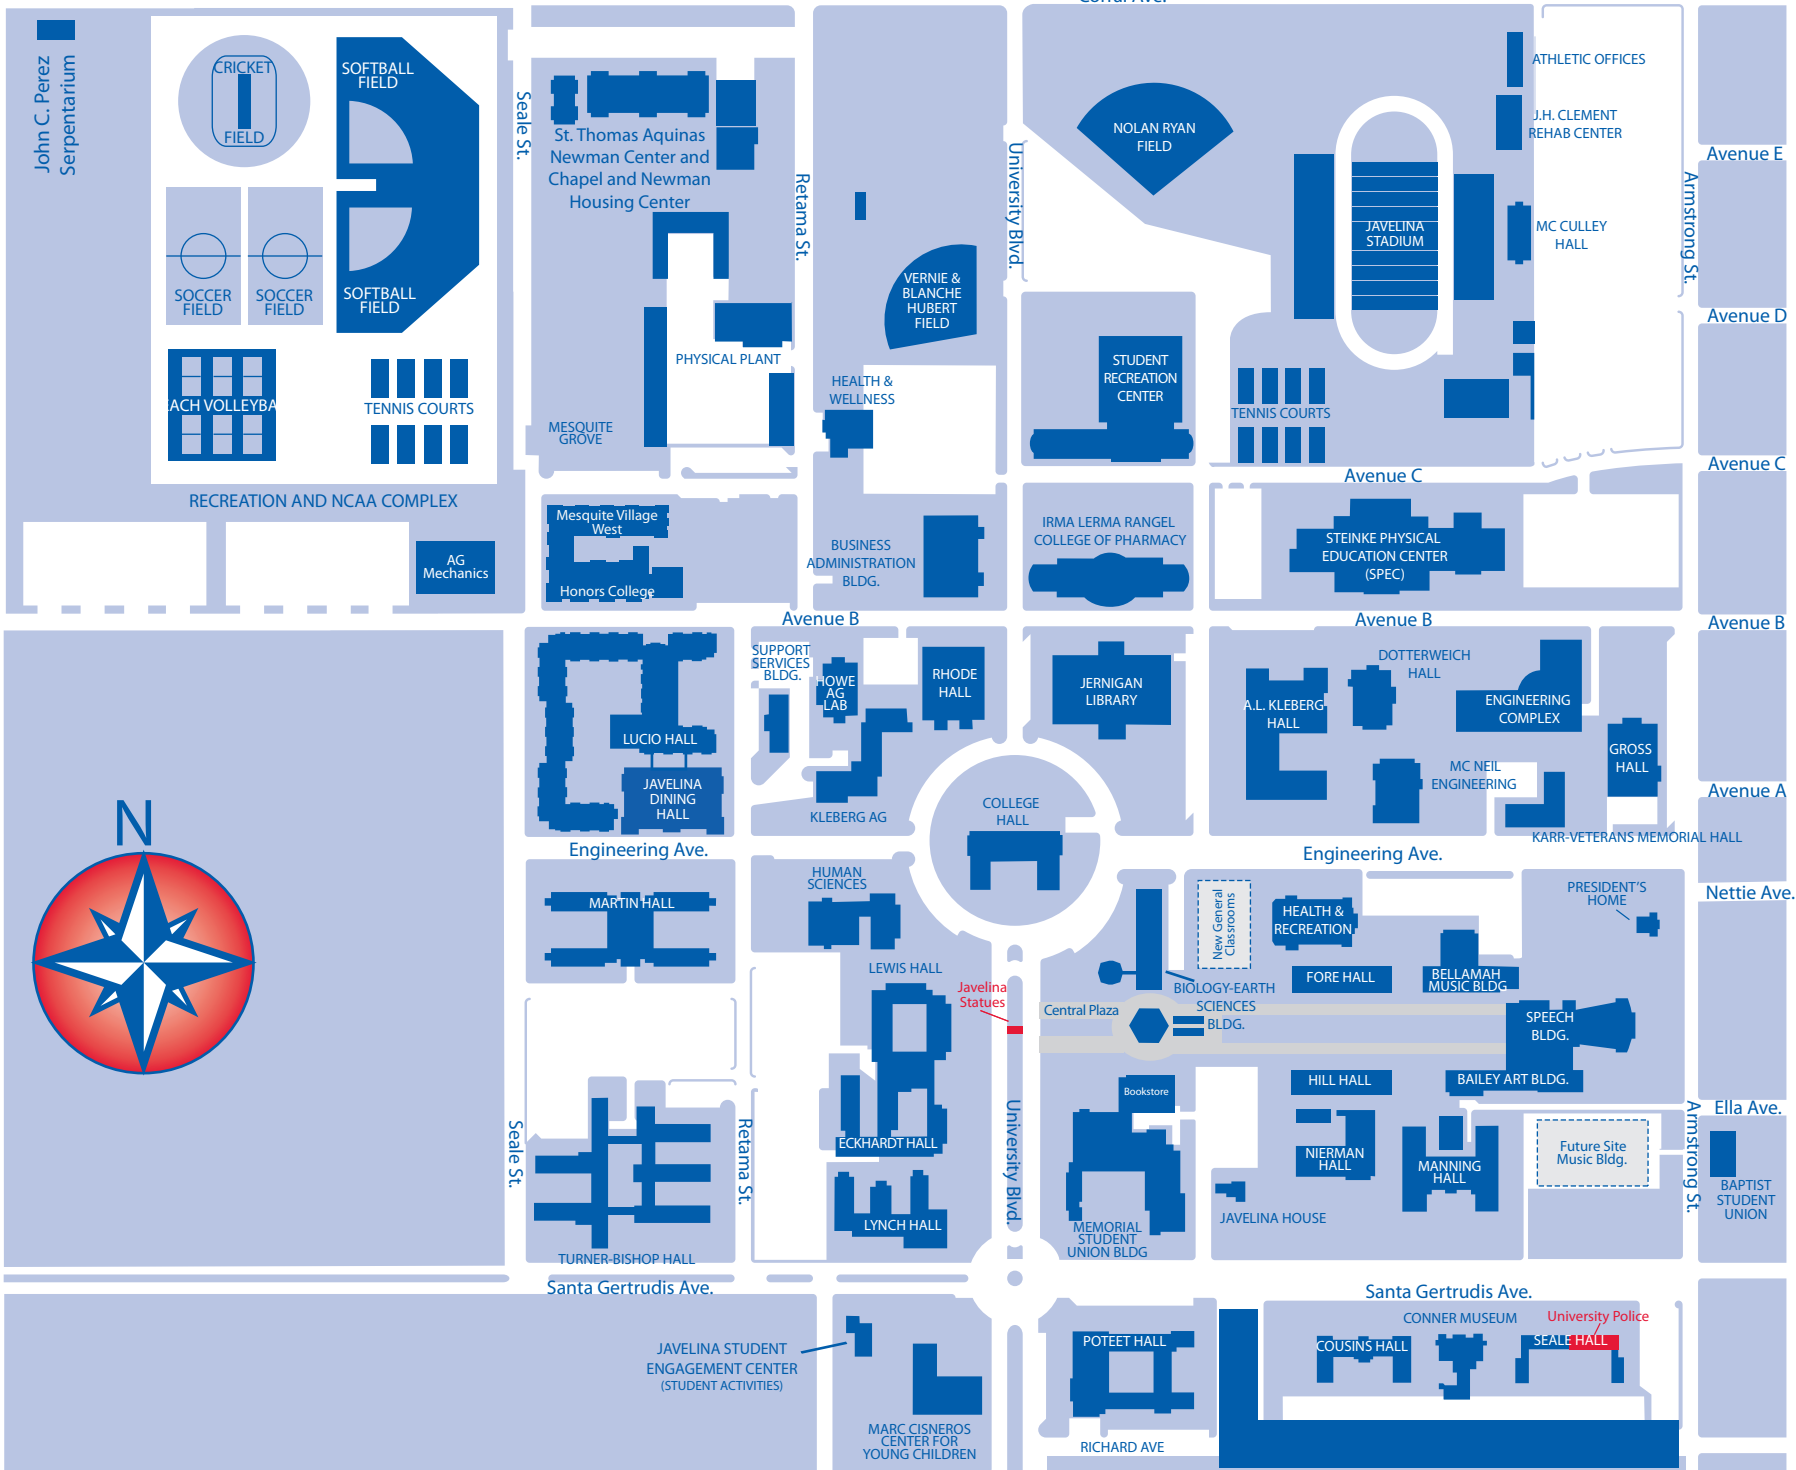 Corral Ave.
John C. Perez
Serpentarium
CRICKET
FIELD
SOFTBALL
FIELD
SOFTBALL
FIELD
SOCCER
FIELD
SOCCER
FIELD
EACH VOLLEYBA
TENNIS COURTS
RECREATION AND NCAA COMPLEX
AG
Mechanics
Seale St.
St. Thomas Aquinas
Newman Center and
Chapel and Newman
Housing Center
Retama St.
PHYSICAL PLANT
MESQUITE
GROVE
Mesquite Village
West
Honors College
VERNIE &
BLANCHE
HUBERT
FIELD
HEALTH &
WELLNESS
BUSINESS
ADMINISTRATION
BLDG.
University Blvd.
NOLAN RYAN
FIELD
STUDENT
RECREATION
CENTER
IRMA LERMA RANGEL
COLLEGE OF PHARMACY
JAVELINA
STADIUM
TENNIS COURTS
ATHLETIC OFFICES
J.H. CLEMENT
REHAB CENTER
MC CULLEY
HALL
Armstrong St.
Avenue E
Avenue D
Avenue C
Avenue C
STEINKE PHYSICAL
EDUCATION CENTER
(SPEC)
Avenue B
Avenue B
Avenue B
LUCIO HALL
JAVELINA
DINING
HALL
SUPPORT
SERVICES
BLDG.
HOWE
AG
LAB
RHODE
HALL
KLEBERG AG
JERNIGAN
LIBRARY
COLLEGE
HALL
A.L. KLEBERG
HALL
DOTTERWEICH
HALL
ENGINEERING
COMPLEX
MC NEIL
ENGINEERING
GROSS
HALL
KARR-VETERANS MEMORIAL HALL
Avenue A
N
Engineering Ave.
Engineering Ave.
Nettie Ave.
MARTIN HALL
HUMAN
SCIENCES
LEWIS HALL
Javelina
Statues
Central Plaza
New General
Classrooms
BIOLOGY-EARTH
SCIENCES
BLDG.
HEALTH &
RECREATION
FORE HALL
BELLAMAH
MUSIC BLDG
PRESIDENT'S
HOME
SPEECH
BLDG.
HILL HALL
BAILEY ART BLDG.
Ella Ave.
Seale St.
TURNER-BISHOP HALL
Retama St.
ECKHARDT HALL
LYNCH HALL
University Blvd.
Bookstore
MEMORIAL
STUDENT
UNION BLDG
JAVELINA HOUSE
NIERMAN
HALL
MANNING
HALL
Future Site
Music Bldg.
Armstrong St.
BAPTIST
STUDENT
UNION
Santa Gertrudis Ave.
Santa Gertrudis Ave.
JAVELINA STUDENT
ENGAGEMENT CENTER
(STUDENT ACTIVITIES)
MARC CISNEROS
CENTER FOR
YOUNG CHILDREN
POTEET HALL
RICHARD AVE
COUSINS HALL
CONNER MUSEUM
University Police
SEALE HALL